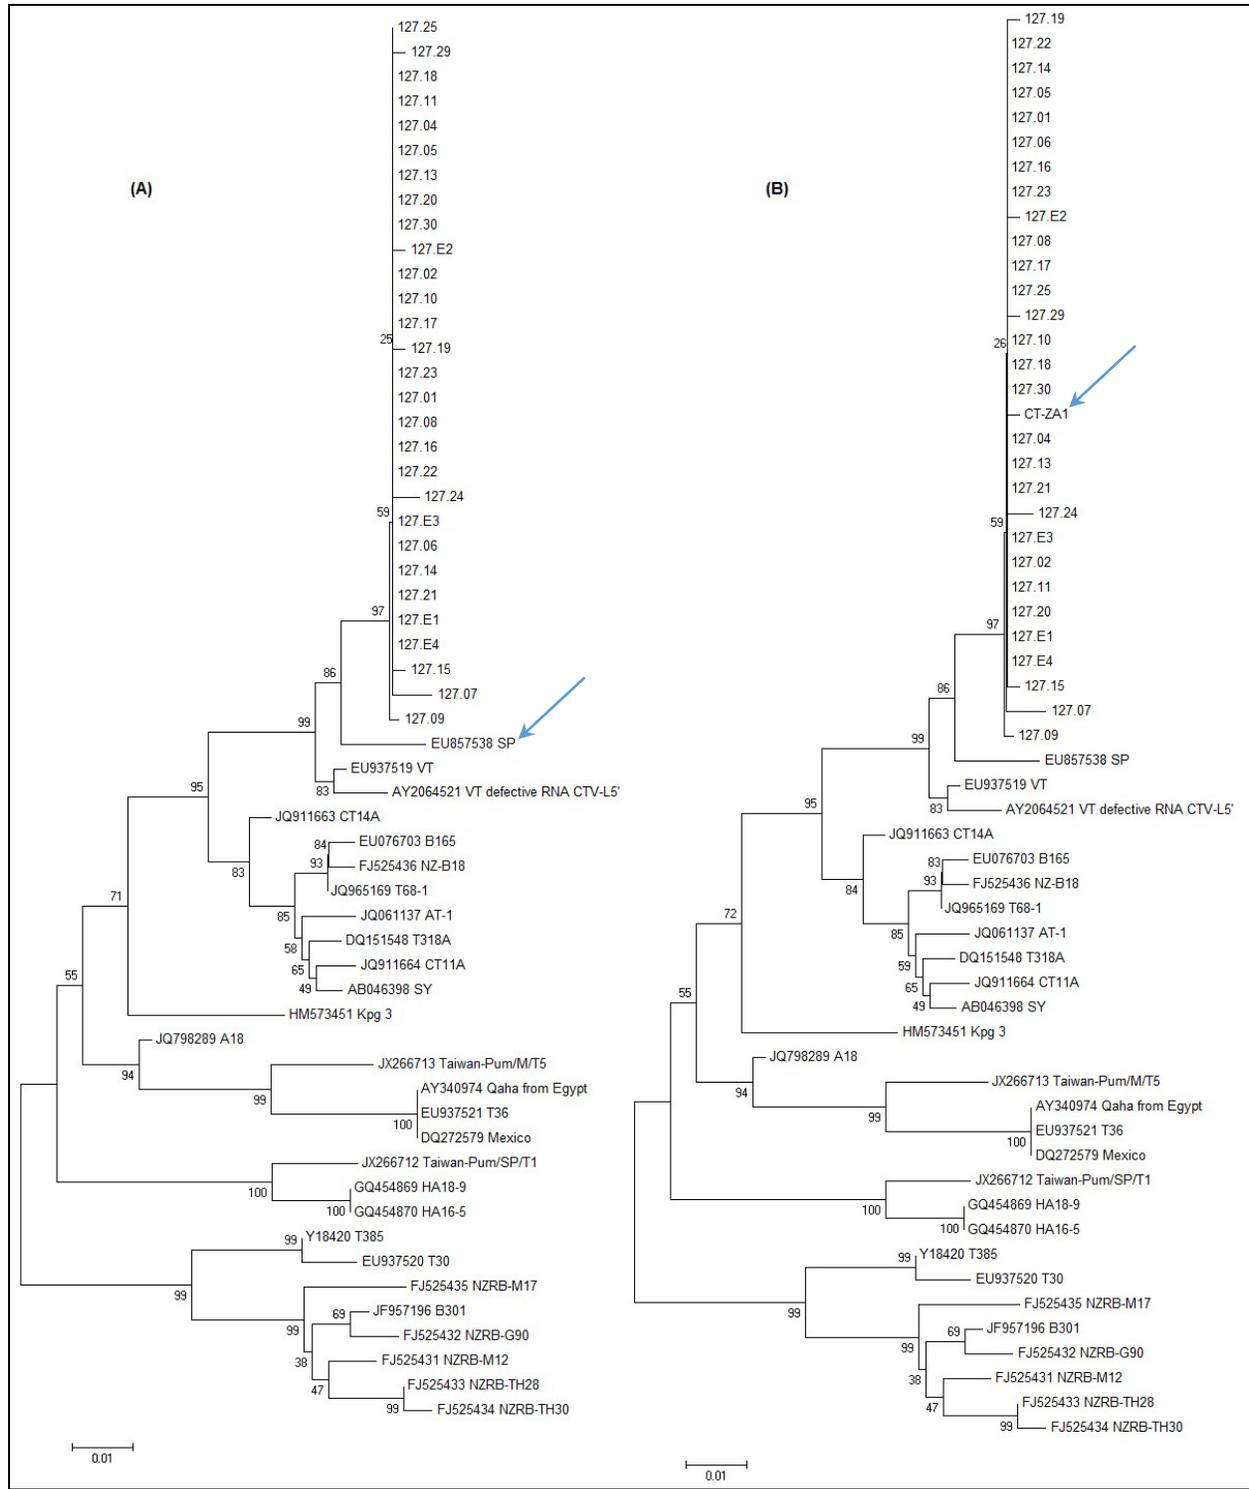 (A)
127.25
127.29
127.18
127.11
127.04
127.05
127.13
127.20
127.30
127.E2
127.02
127.10
127.17
127.19
127.23
127.01
127.08
127.16
127.22
127.24
127.E3
127.06
127.14
127.21
127.E1
127.E4
127.15
127.07
127.09
EU857538 SP
EU937519 VT
AY2064521 VT defective RNA CTV-L5'
JQ911663 CT14A
EU076703 B165
FJ525436 NZ-B18
JQ965169 T68-1
JQ061137 AT-1
DQ151548 T318A
JQ911664 CT11A
AB046398 SY
HM573451 Kpg 3
JQ798289 A18
JX266713 Taiwan-Pum/M/T5
AY340974 Qaha from Egypt
EU937521 T36
DQ272579 Mexico
JX266712 Taiwan-Pum/SP/T1
GQ454869 HA18-9
GQ454870 HA16-5
Y18420 T385
EU937520 T30
FJ525435 NZRB-M17
JF957196 B301
FJ525432 NZRB-G90
FJ525431 NZRB-M12
FJ525433 NZRB-TH28
FJ525434 NZRB-TH30
25
59
97
86
99
83
95
84
93
83
85
58
65
49
71
55
94
99
100
100
100
99
99
69
99
38
47
99
0.01
(B)
127.19
127.22
127.14
127.05
127.01
127.06
127.16
127.23
127.E2
127.08
127.17
127.25
127.29
127.10
127.18
127.30
CT-ZA1
127.04
127.13
127.21
127.24
127.E3
127.02
127.11
127.20
127.E1
127.E4
127.15
127.07
127.09
EU857538 SP
EU937519 VT
AY2064521 VT defective RNA CTV-L5'
JQ911663 CT14A
EU076703 B165
FJ525436 NZ-B18
JQ965169 T68-1
JQ061137 AT-1
DQ151548 T318A
JQ911664 CT11A
AB046398 SY
HM573451 Kpg 3
JQ798289 A18
JX266713 Taiwan-Pum/M/T5
AY340974 Qaha from Egypt
EU937521 T36
DQ272579 Mexico
JX266712 Taiwan-Pum/SP/T1
GQ454869 HA18-9
GQ454870 HA16-5
Y18420 T385
EU937520 T30
FJ525435 NZRB-M17
JF957196 B301
FJ525432 NZRB-G90
FJ525431 NZRB-M12
FJ525433 NZRB-TH28
FJ525434 NZRB-TH30
26
59
97
86
99
83
95
83
93
84
85
59
65
49
72
55
94
99
100
100
100
99
99
69
99
38
47
99
0.01